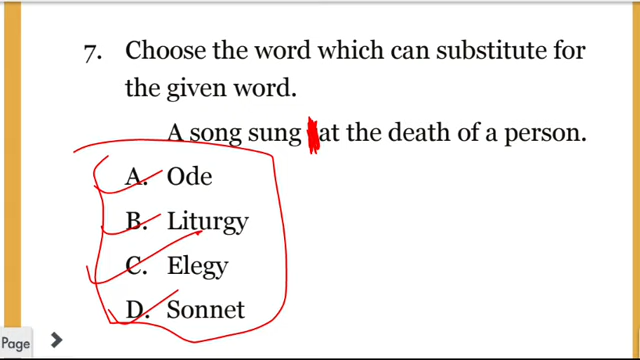 7. Choose the word which can substitute for
the given word.
A song sung at the death of a person.
A. Ode
B. Liturgy
C. Elegy
D. Sonnet
Page